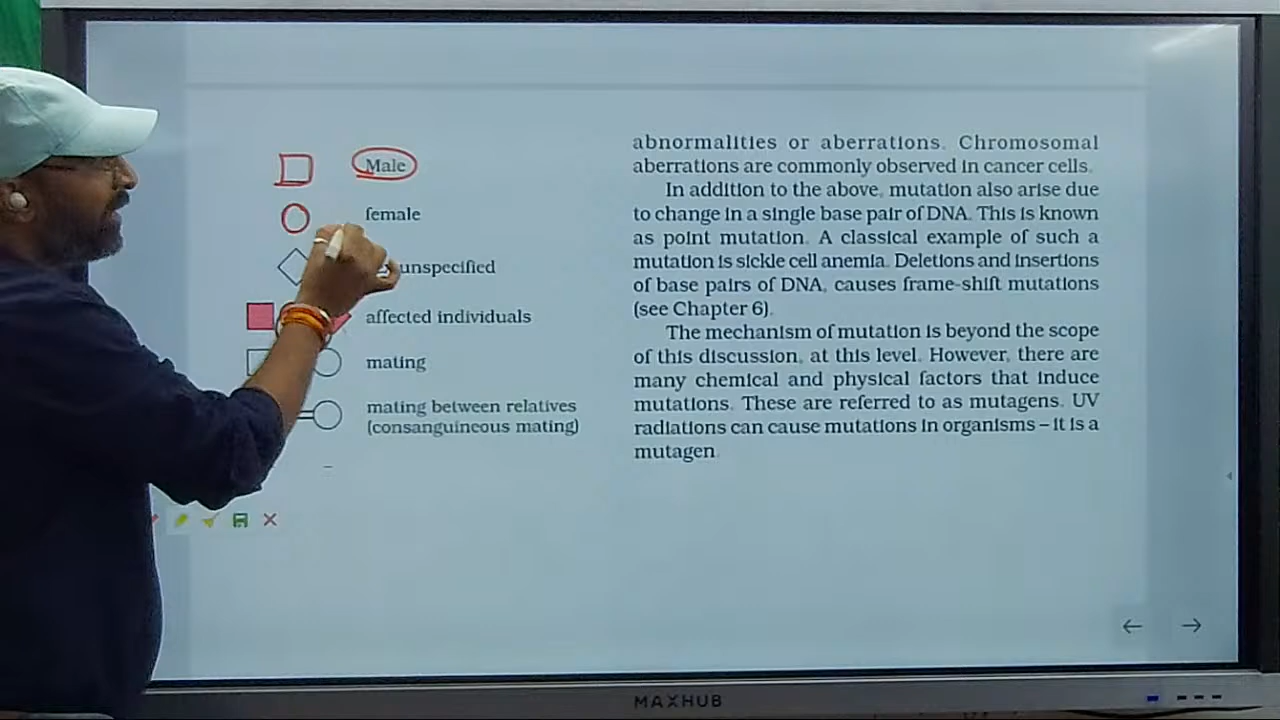 Male
female
unspecified
affected individuals
mating
mating between relatives
(consanguineous mating)
abnormalities or aberrations. Chromosomal
aberrations are commonly observed in cancer cells.
In addition to the above, mutation also arise due
to change in a single base pair of DNA. This is known
as point mutation. A classical example of such a
mutation is sickle cell anemia. Deletions and insertions
of base pairs of DNA, causes frame-shift mutations
(see Chapter 6).
The mechanism of mutation is beyond the scope
of this discussion, at this level. However, there are
many chemical and physical factors that induce
mutations. These are referred to as mutagens. UV
radiations can cause mutations in organisms – it is a
mutagen.
MAXHUB